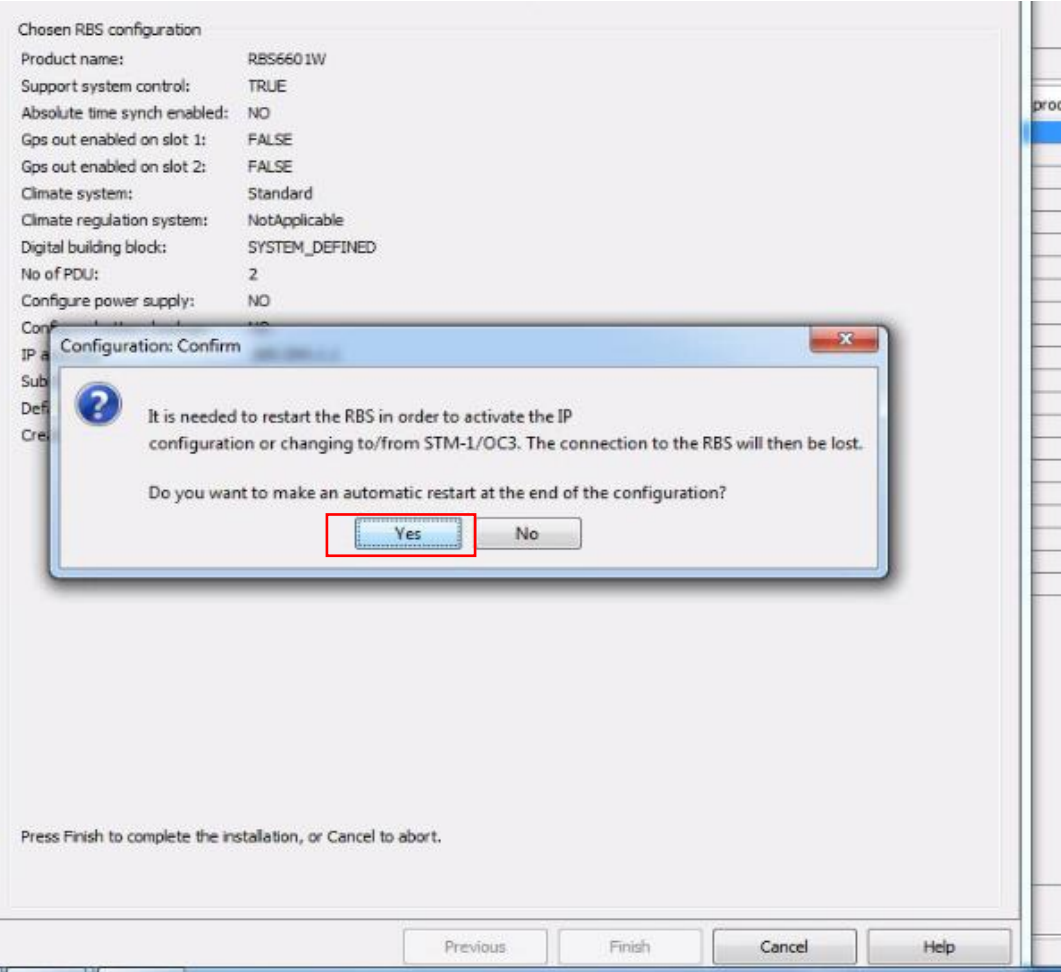 Chosen RBS configuration
Product name: RBS6601W
Support system control: TRUE
Absolute time synch enabled: NO
Gps out enabled on slot 1: FALSE
Gps out enabled on slot 2: FALSE
Climate system: Standard
Climate regulation system: NotApplicable
Digital building block: SYSTEM_DEFINED
No of PDU: 2
Configure power supply: NO
Configuration: Confirm
IP a
Sub
Def
Cre
It is needed to restart the RBS in order to activate the IP
configuration or changing to/from STM-1/OC3. The connection to the RBS will then be lost.
Do you want to make an automatic restart at the end of the configuration?
Yes No
Press Finish to complete the installation, or Cancel to abort.
Previous Finish Cancel Help